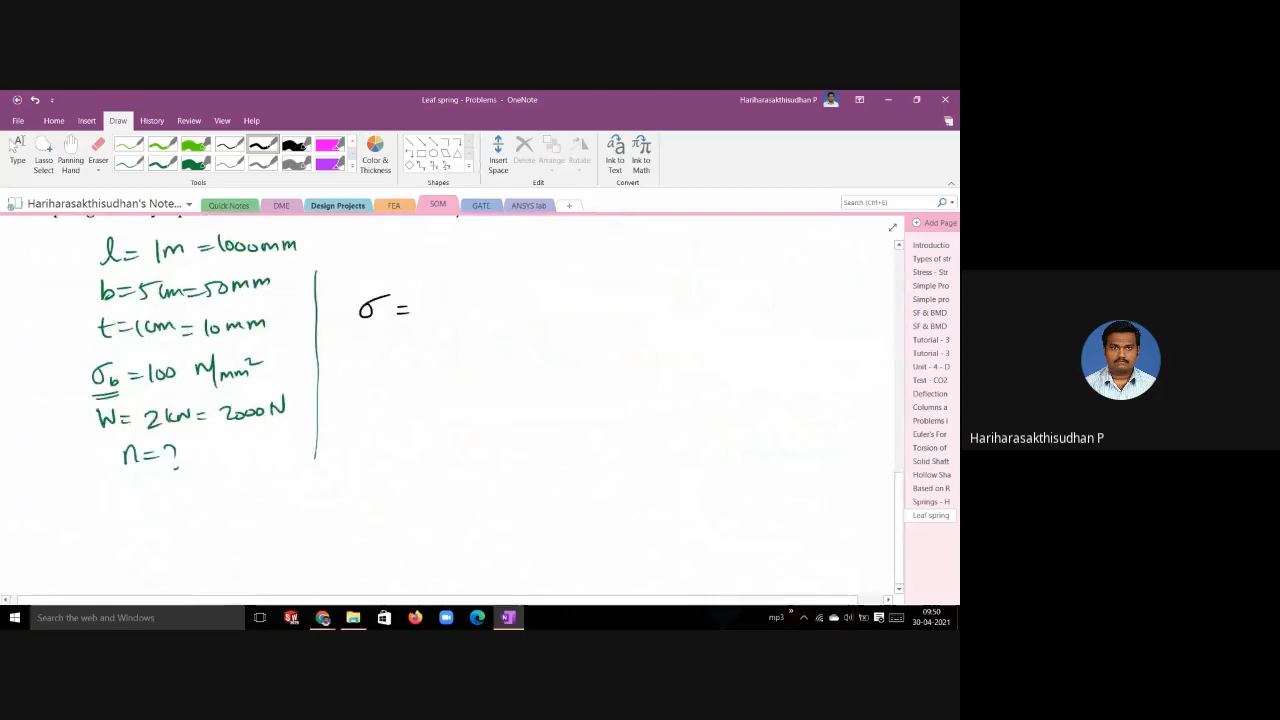 Leaf spring - Problems - OneNote
Hariharasakthisudhan P
File Home Insert Draw History Review View Help
Type
Lasso Select
Panning Hand
Eraser
Color & Thickness
Insert Space
Delete
Arrange
Rotate
Ink to Text
Ink to Math
Tools
Shapes
Edit
Convert
Hariharasakthisudhan's Note...
Quick Notes
DME
Design Projects
FEA
SOM
GATE
ANSYS lab
Search (Ctrl+E)
Add Page
l = 1m = 1000mm
b = 5cm = 50mm
t = 1cm = 10mm
σb = 100 N/mm²
W = 2kN = 2000N
n = ?
σ =
Introductio
Types of str
Stress - Str
Simple Pro
Simple pro
SF & BMD
SF & BMD
Tutorial - 3
Tutorial - 3
Unit - 4 - D
Test - CO2
Deflection
Columns a
Problems i
Euler's For
Torsion of
Solid Shaft
Hollow Sha
Based on R
Springs - H
Leaf spring
Hariharasakthisudhan P
Search the web and Windows
mp3
09:50
30-04-2021